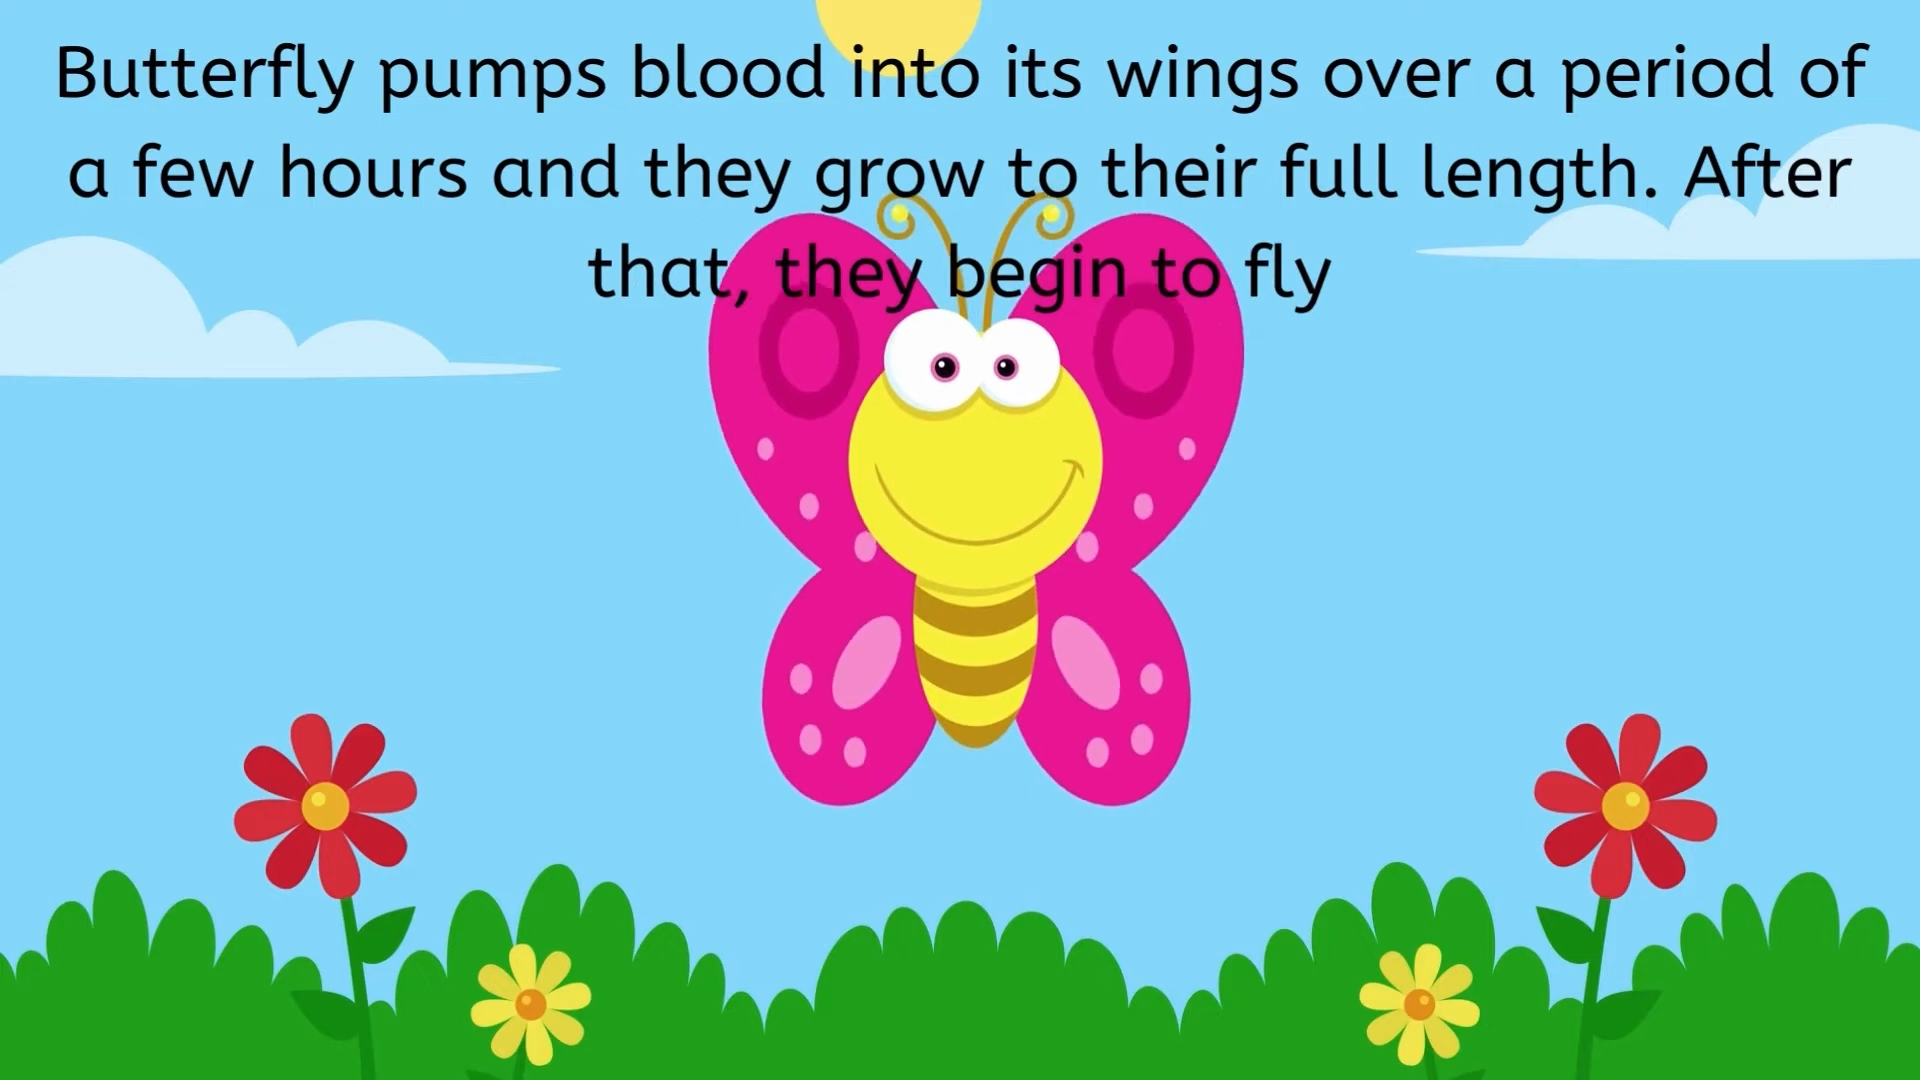 Butterfly pumps blood into its wings over a period of
a few hours and they grow to their full length. After
that, they begin to fly